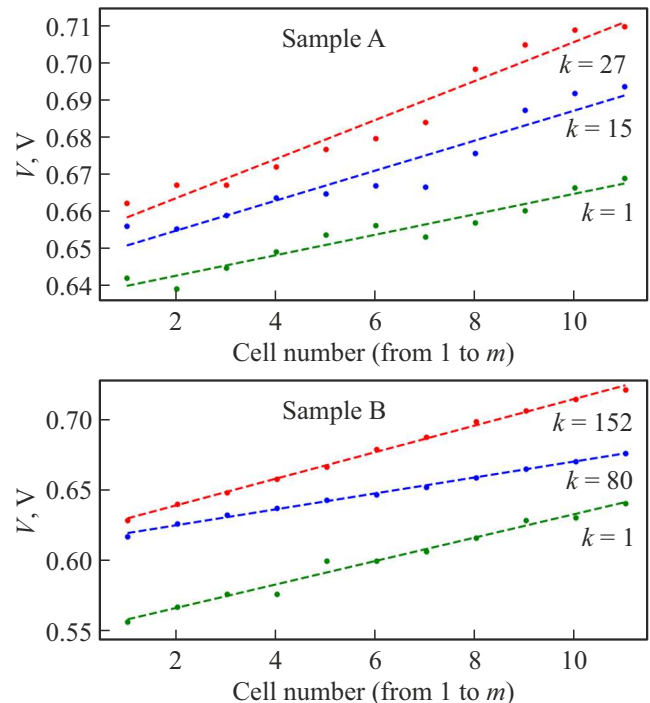 0.71
Sample A
0.70
k = 27
0.69
k = 15
0.68
V, V
0.67
0.66
k = 1
0.65
0.64
2 4 6 8 10
Cell number (from 1 to m)
Sample B
0.70
k = 152
0.65
k = 80
V, V
0.60
k = 1
0.55
2 4 6 8 10
Cell number (from 1 to m)